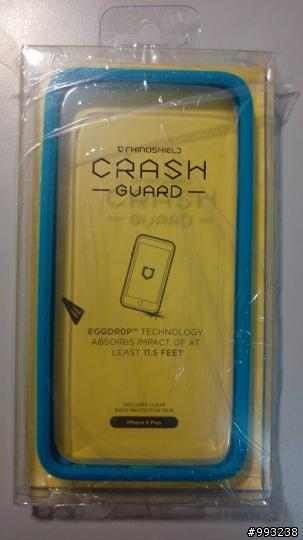 RHINOSHIELD
CRASH
GUARD
EGGDROP™ TECHNOLOGY
ABSORBS IMPACT OF AT
LEAST 11.5 FEET
INCLUDES CLEAR
BACK PROTECTIVE FILM
iPhone 6 Plus
#993238